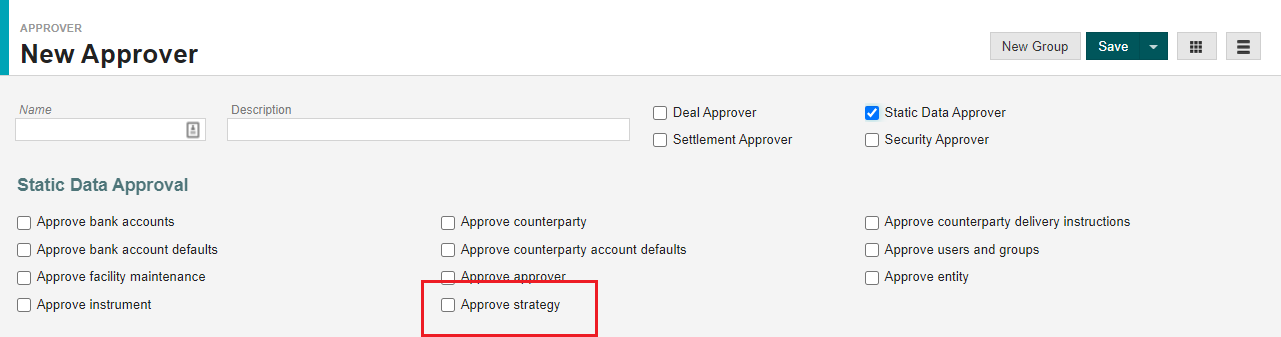 APPROVER
New Approver
New Group
Save
Name
Description
Deal Approver
Static Data Approver
Settlement Approver
Security Approver
Static Data Approval
Approve bank accounts
Approve counterparty
Approve counterparty delivery instructions
Approve bank account defaults
Approve counterparty account defaults
Approve users and groups
Approve facility maintenance
Approve approver
Approve entity
Approve instrument
Approve strategy